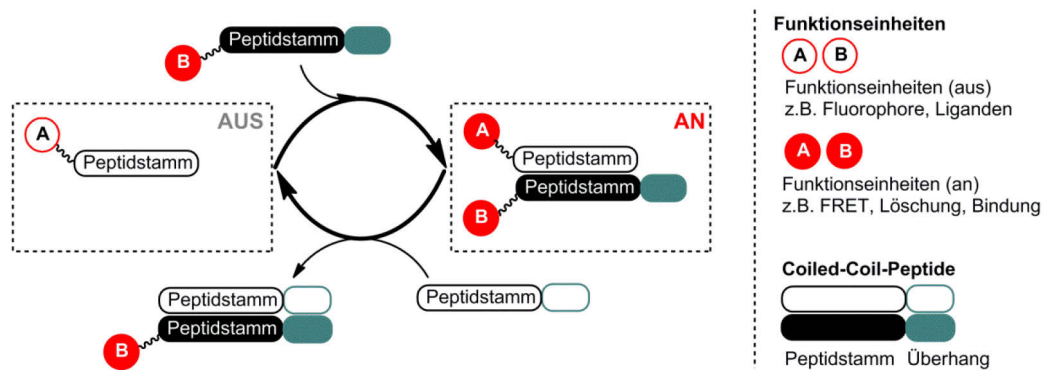 B
Peptidstamm
AUS
A
Peptidstamm
AN
A
Peptidstamm
Peptidstamm
B
Peptidstamm
Peptidstamm
B
Peptidstamm
Funktionseinheiten
A B
Funktionseinheiten (aus)
z.B. Fluorophore, Liganden
A B
Funktionseinheiten (an)
z.B. FRET, Löschung, Bindung
Coiled-Coil-Peptide
Peptidstamm Überhang